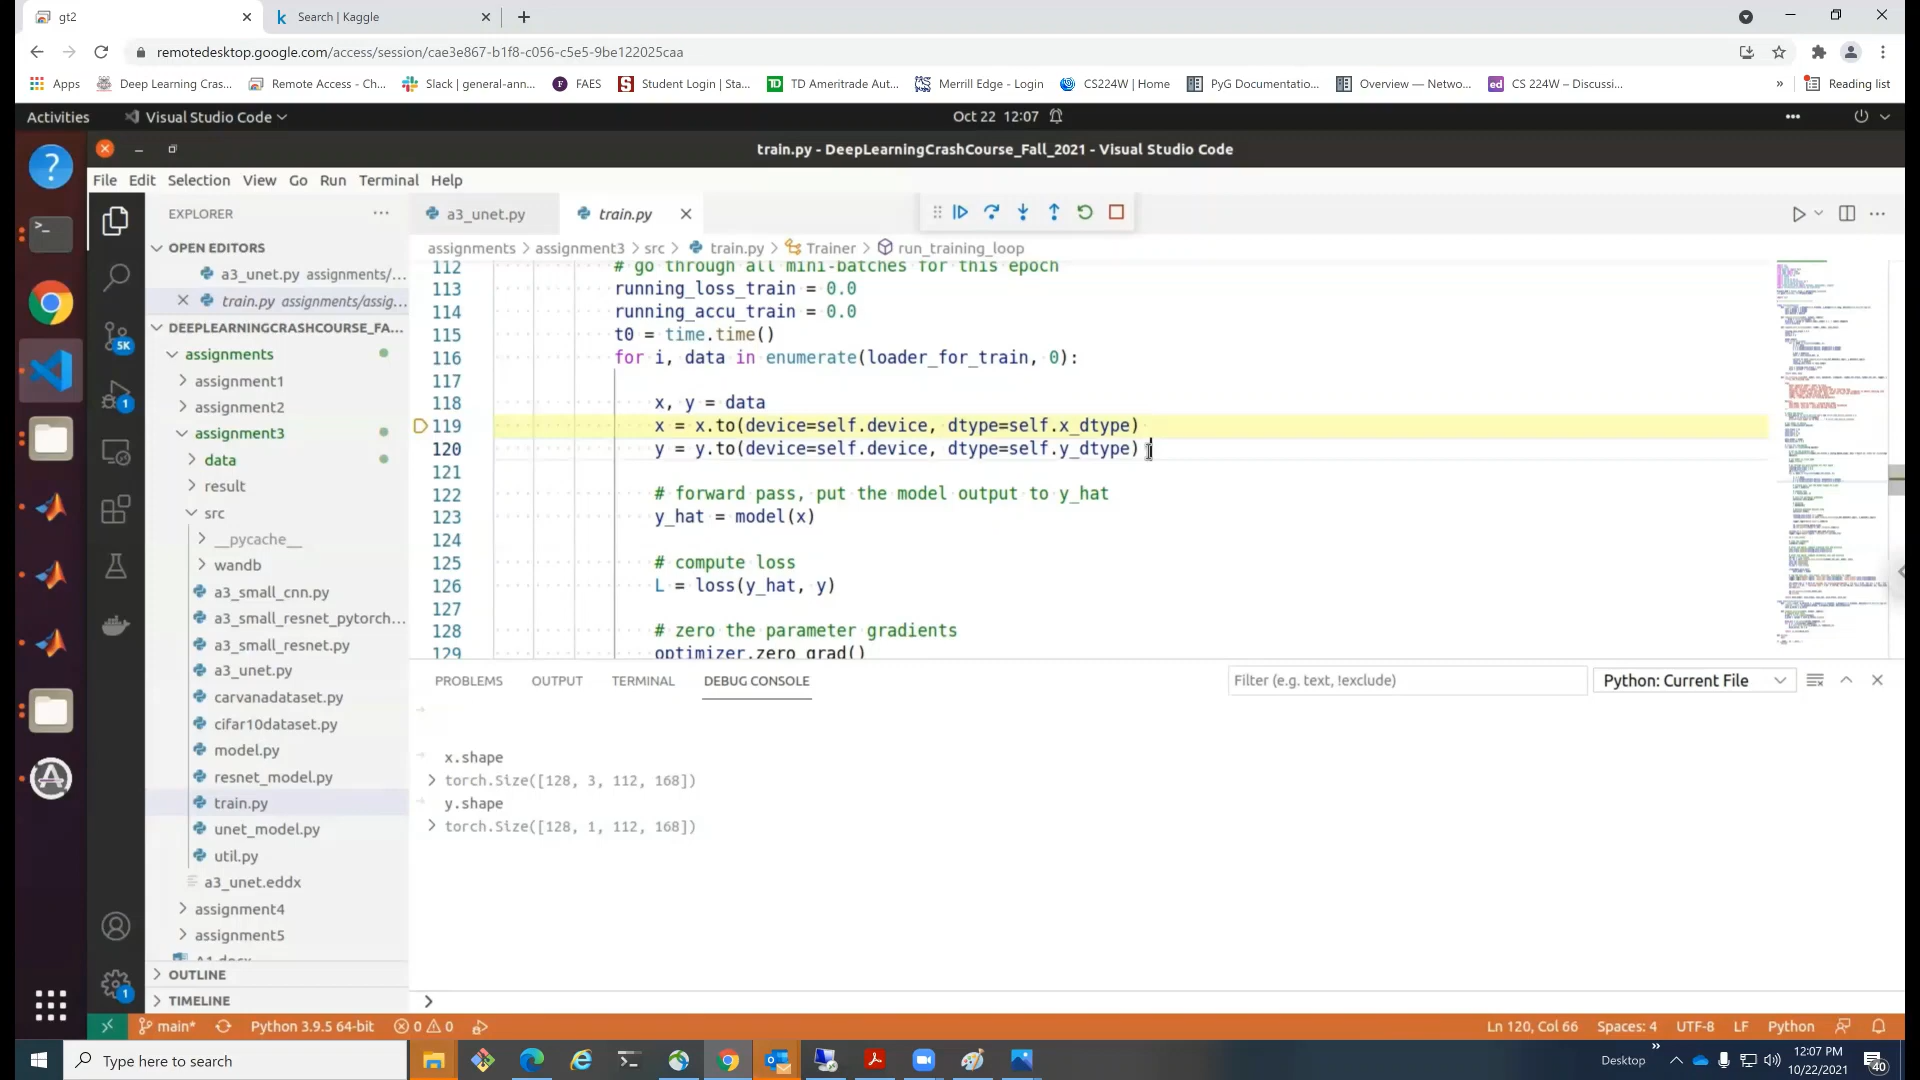 gt2
Search | Kaggle
remotedesktop.google.com/access/session/cae3e867-b1f8-c056-c5e5-9be122025caa
Apps Deep Learning Cras... Remote Access - Ch... Slack | general-ann... FAES Student Login | Sta... TD Ameritrade Aut... Merrill Edge - Login CS224W | Home PyG Documentatio... Overview — Netwo... CS 224W – Discussi... » Reading list
Activities Visual Studio Code Oct 22 12:07
train.py - DeepLearningCrashCourse_Fall_2021 - Visual Studio Code
File Edit Selection View Go Run Terminal Help
EXPLORER
OPEN EDITORS
a3_unet.py assignments/...
train.py assignments/assig...
DEEPLEARNINGCRASHCOURSE_FA...
assignments
assignment1
assignment2
assignment3
data
result
src
__pycache__
wandb
a3_small_cnn.py
a3_small_resnet_pytorch...
a3_small_resnet.py
a3_unet.py
carvanadataset.py
cifar10dataset.py
model.py
resnet_model.py
train.py
unet_model.py
util.py
a3_unet.eddx
assignment4
assignment5
A1.docx
OUTLINE
TIMELINE
5K
1
1
a3_unet.py train.py
assignments > assignment3 > src > train.py > Trainer > run_training_loop
112 # go through all mini-batches for this epoch
113 running_loss_train = 0.0
114 running_accu_train = 0.0
115 t0 = time.time()
116 for i, data in enumerate(loader_for_train, 0):
117
118 x, y = data
119 x = x.to(device=self.device, dtype=self.x_dtype)
120 y = y.to(device=self.device, dtype=self.y_dtype)
121
122 # forward pass, put the model output to y_hat
123 y_hat = model(x)
124
125 # compute loss
126 L = loss(y_hat, y)
127
128 # zero the parameter gradients
129 optimizer.zero_grad()
PROBLEMS OUTPUT TERMINAL DEBUG CONSOLE Filter (e.g. text, !exclude) Python: Current File
x.shape
torch.Size([128, 3, 112, 168])
y.shape
torch.Size([128, 1, 112, 168])
main* Python 3.9.5 64-bit 0 0 Ln 120, Col 66 Spaces: 4 UTF-8 LF Python
Type here to search
Desktop » 12:07 PM
10/22/2021
40